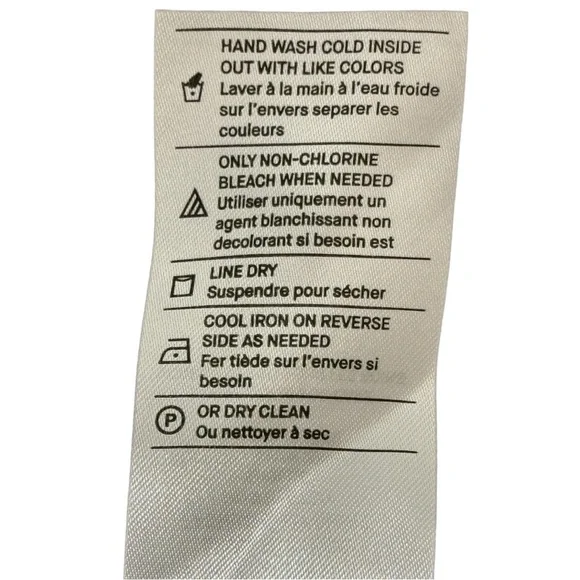 HAND WASH COLD INSIDE
OUT WITH LIKE COLORS
Laver à la main à l'eau froide
sur l'envers separer les
couleurs
ONLY NON-CHLORINE
BLEACH WHEN NEEDED
Utiliser uniquement un
agent blanchissant non
decolorant si besoin est
LINE DRY
Suspendre pour sécher
COOL IRON ON REVERSE
SIDE AS NEEDED
Fer tiède sur l'envers si
besoin
P OR DRY CLEAN
Ou nettoyer à sec